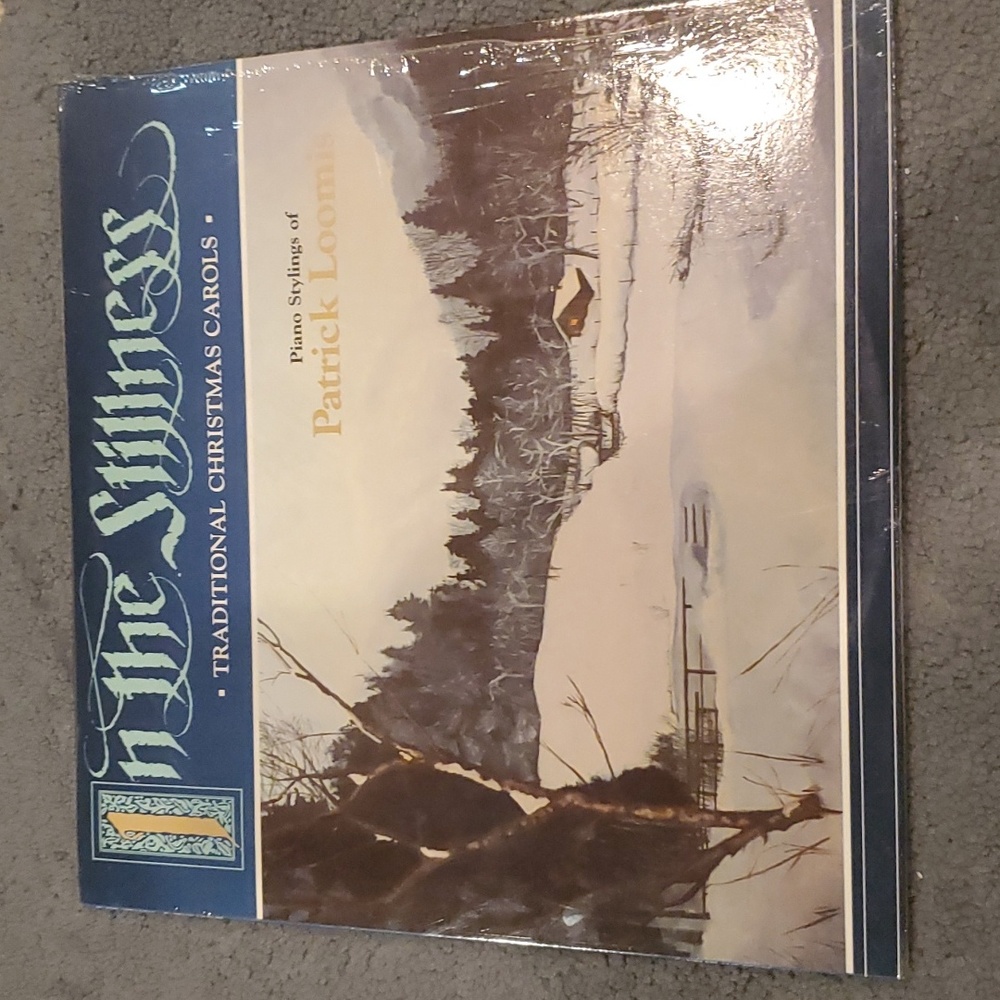 In the Stillness
▪ TRADITIONAL CHRISTMAS CAROLS ▪
Piano Stylings of
Patrick Loomis